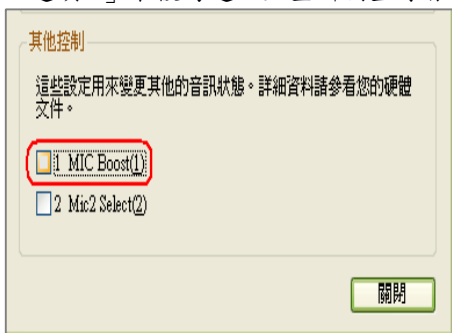 其他控制
這些設定用來變更其他的音訊狀態。詳細資料請參看您的硬體
文件。
1 MIC Boost(1)
2 Mic2 Select(2)
關閉